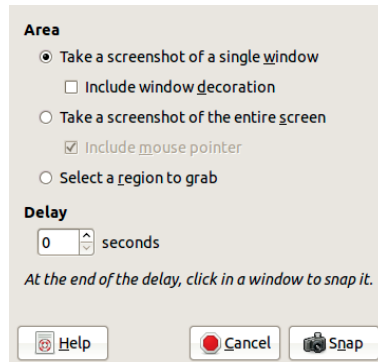 Area
Take a screenshot of a single window
Include window decoration
Take a screenshot of the entire screen
Include mouse pointer
Select a region to grab
Delay
0 seconds
At the end of the delay, click in a window to snap it.
Help Cancel Snap